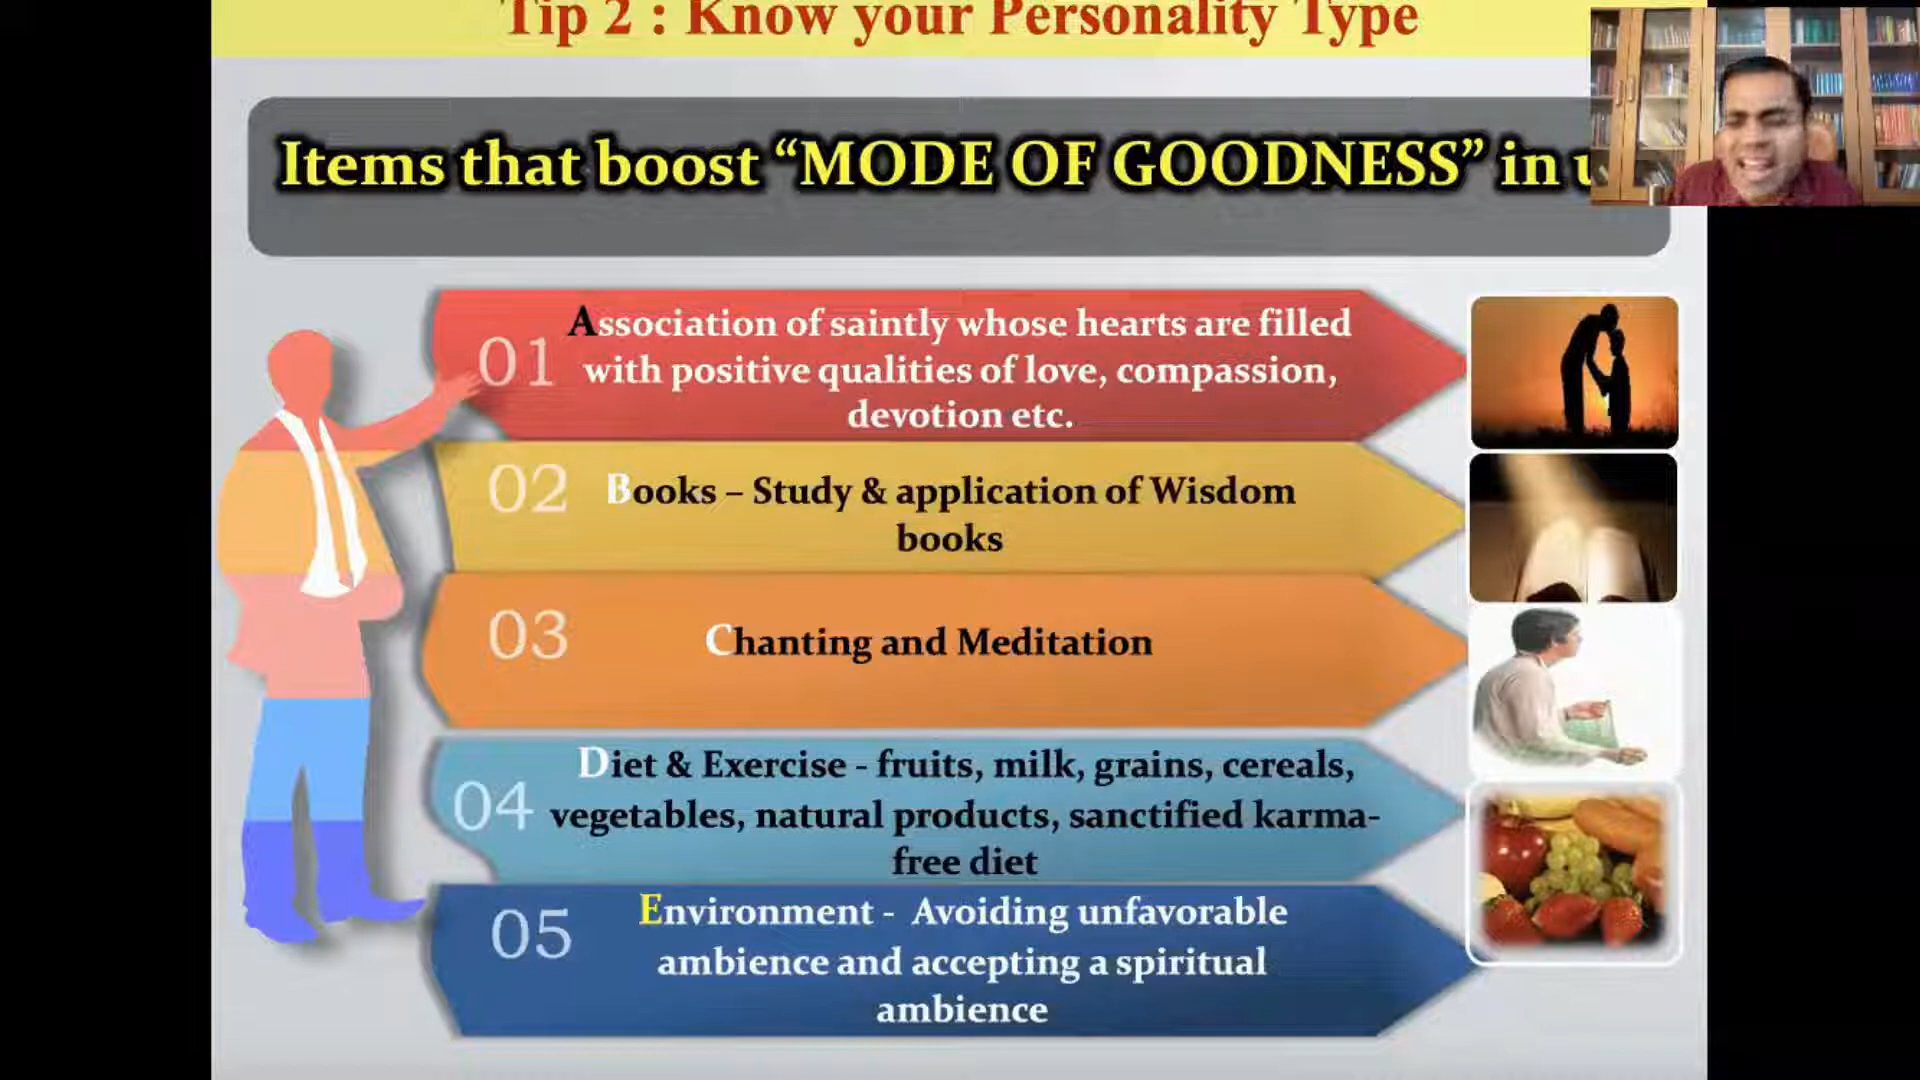 Tip 2 : Know your Personality Type
Items that boost “MODE OF GOODNESS” in
01
Association of saintly whose hearts are filled
with positive qualities of love, compassion,
devotion etc.
02
Books – Study & application of Wisdom
books
03
Chanting and Meditation
04
Diet & Exercise - fruits, milk, grains, cereals,
vegetables, natural products, sanctified karma-
free diet
05
Environment - Avoiding unfavorable
ambience and accepting a spiritual
ambience